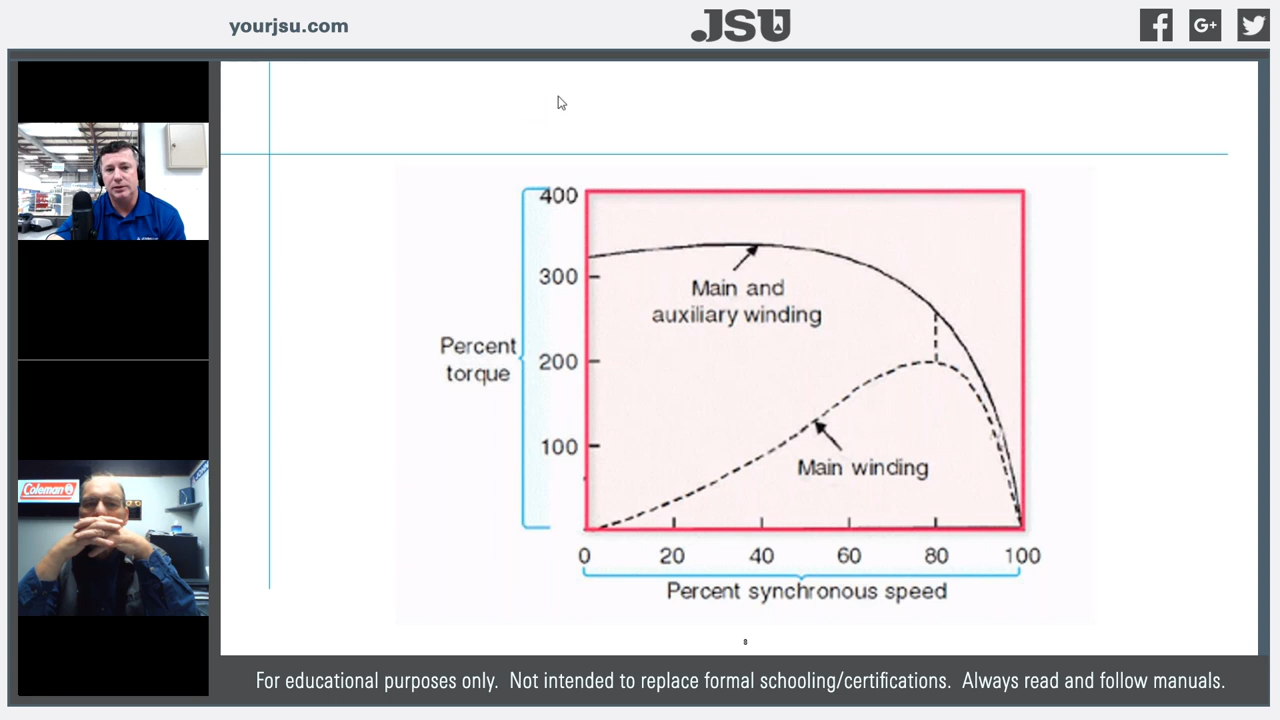 yourjsu.com
JSU
G+
400
300
200
100
Percent
torque
Main and
auxiliary winding
Main winding
0 20 40 60 80 100
Percent synchronous speed
8
Coleman
For educational purposes only. Not intended to replace formal schooling/certifications. Always read and follow manuals.